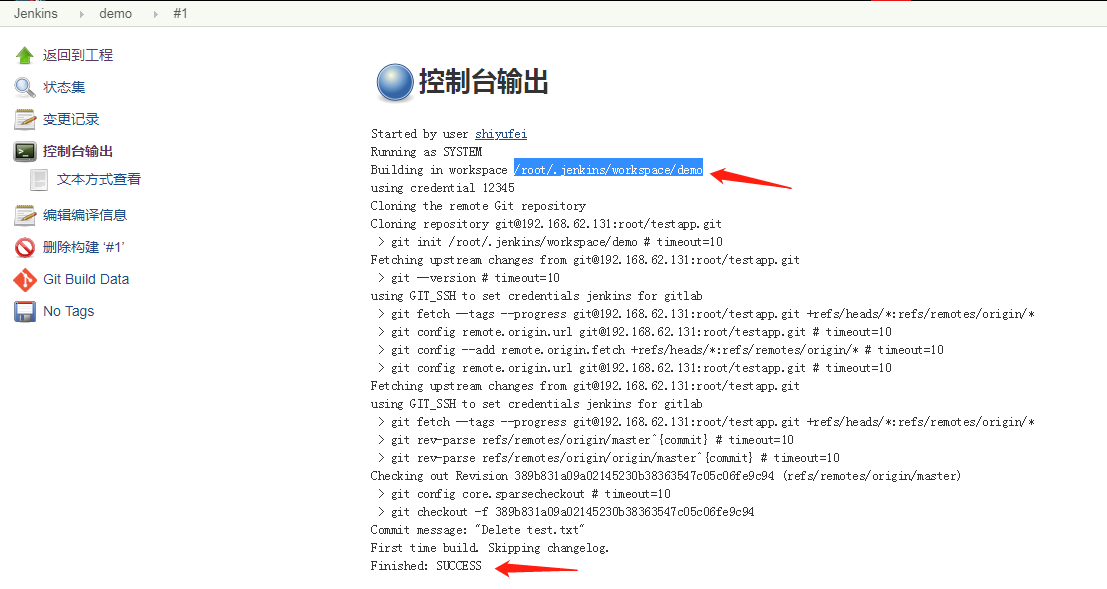 Jenkins demo #1
返回到工程
状态集
变更记录
控制台输出
文本方式查看
编辑编译信息
删除构建 ‘#1’
Git Build Data
No Tags
控制台输出
Started by user shiyufei
Running as SYSTEM
Building in workspace /root/.jenkins/workspace/demo
using credential 12345
Cloning the remote Git repository
Cloning repository git@192.168.62.131:root/testapp.git
> git init /root/.jenkins/workspace/demo # timeout=10
Fetching upstream changes from git@192.168.62.131:root/testapp.git
> git --version # timeout=10
using GIT_SSH to set credentials jenkins for gitlab
> git fetch --tags --progress git@192.168.62.131:root/testapp.git +refs/heads/*:refs/remotes/origin/*
> git config remote.origin.url git@192.168.62.131:root/testapp.git # timeout=10
> git config --add remote.origin.fetch +refs/heads/*:refs/remotes/origin/* # timeout=10
> git config remote.origin.url git@192.168.62.131:root/testapp.git # timeout=10
Fetching upstream changes from git@192.168.62.131:root/testapp.git
using GIT_SSH to set credentials jenkins for gitlab
> git fetch --tags --progress git@192.168.62.131:root/testapp.git +refs/heads/*:refs/remotes/origin/*
> git rev-parse refs/remotes/origin/master^{commit} # timeout=10
> git rev-parse refs/remotes/origin/origin/master^{commit} # timeout=10
Checking out Revision 389b831a09a02145230b38363547c05c06fe9c94 (refs/remotes/origin/master)
> git config core.sparsecheckout # timeout=10
> git checkout -f 389b831a09a02145230b38363547c05c06fe9c94
Commit message: "Delete test.txt"
First time build. Skipping changelog.
Finished: SUCCESS